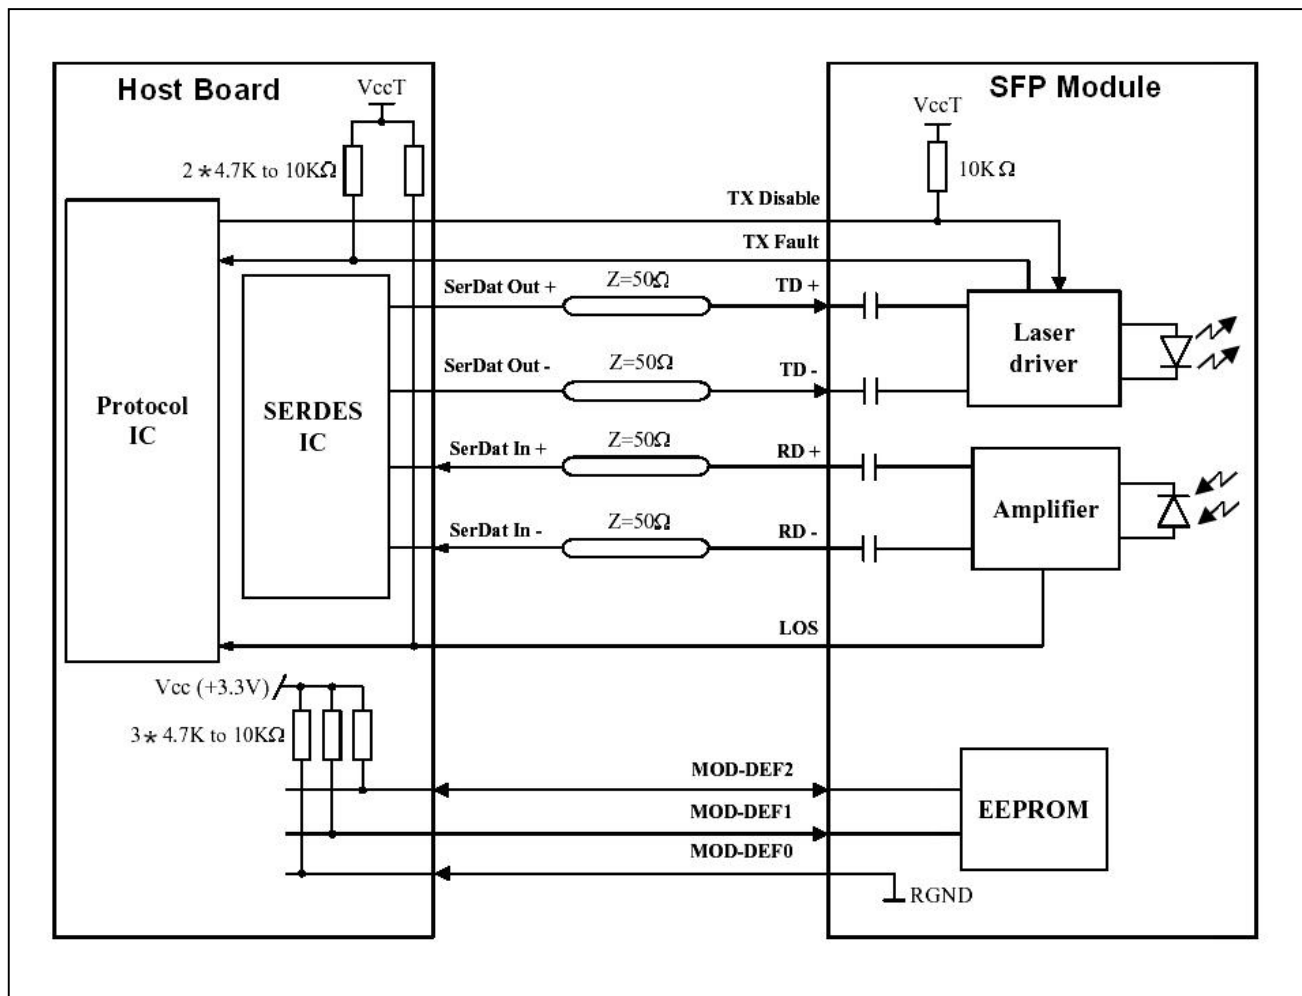 Host Board
SFP Module
VccT
VccT
2*4.7K to 10KΩ
10KΩ
TX Disable
TX Fault
SerDat Out +
Z=50Ω
TD +
Laser
driver
SerDat Out -
Z=50Ω
TD -
Protocol
IC
SERDES
IC
SerDat In +
Z=50Ω
RD +
Amplifier
SerDat In -
Z=50Ω
RD -
LOS
Vcc (+3.3V)
3* 4.7K to 10KΩ
MOD-DEF2
MOD-DEF1
EEPROM
MOD-DEF0
RGND